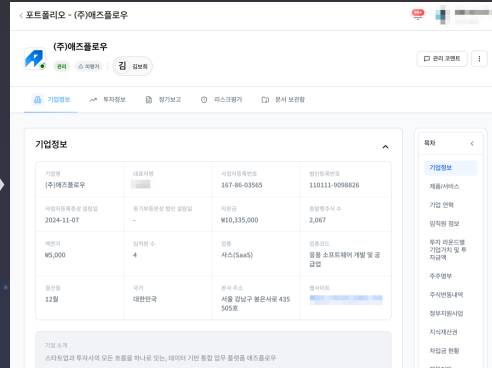 포트폴리오 - (주)애즈플로우
99+
(주)애즈플로우
관리
미평가
김 김보희
관리 코멘트
기업정보
투자정보
정기보고
리스크평가
문서 보관함
기업정보
기업명
대표자명
사업자등록번호
법인등록번호
(주)애즈플로우
167-86-03565
110111-9098826
사업자등록증상 설립일
등기부등본상 법인 설립일
자본금
총발행주식 수
2024-11-07
-
₩10,335,000
2,067
액면가
임직원 수
업종
업종코드
₩5,000
4
사스(SaaS)
응용 소프트웨어 개발 및 공
급업
결산월
국가
본사 주소
웹사이트
12월
대한민국
서울 강남구 봉은사로 435
505호
기업 소개
스타트업과 투자사의 모든 흐름을 하나로 잇는, 데이터 기반 통합 업무 플랫폼 애즈플로우
목차
기업정보
제품/서비스
기업 연혁
임직원 정보
투자 라운드별
기업가치 및 투
자금액
주주명부
주식변동내역
정부지원사업
지식재산권
차입금 현황